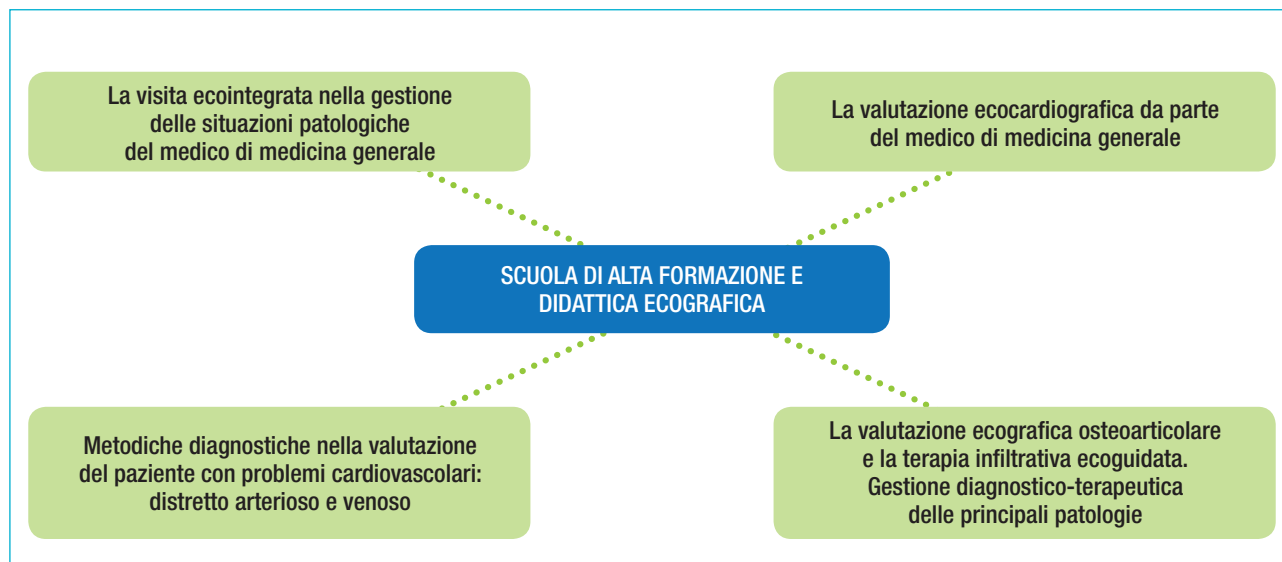 La visita ecointegrata nella gestione
delle situazioni patologiche
del medico di medicina generale
La valutazione ecocardiografica da parte
del medico di medicina generale
SCUOLA DI ALTA FORMAZIONE E
DIDATTICA ECOGRAFICA
Metodiche diagnostiche nella valutazione
del paziente con problemi cardiovascolari:
distretto arterioso e venoso
La valutazione ecografica osteoarticolare
e la terapia infiltrativa ecoguidata.
Gestione diagnostico-terapeutica
delle principali patologie